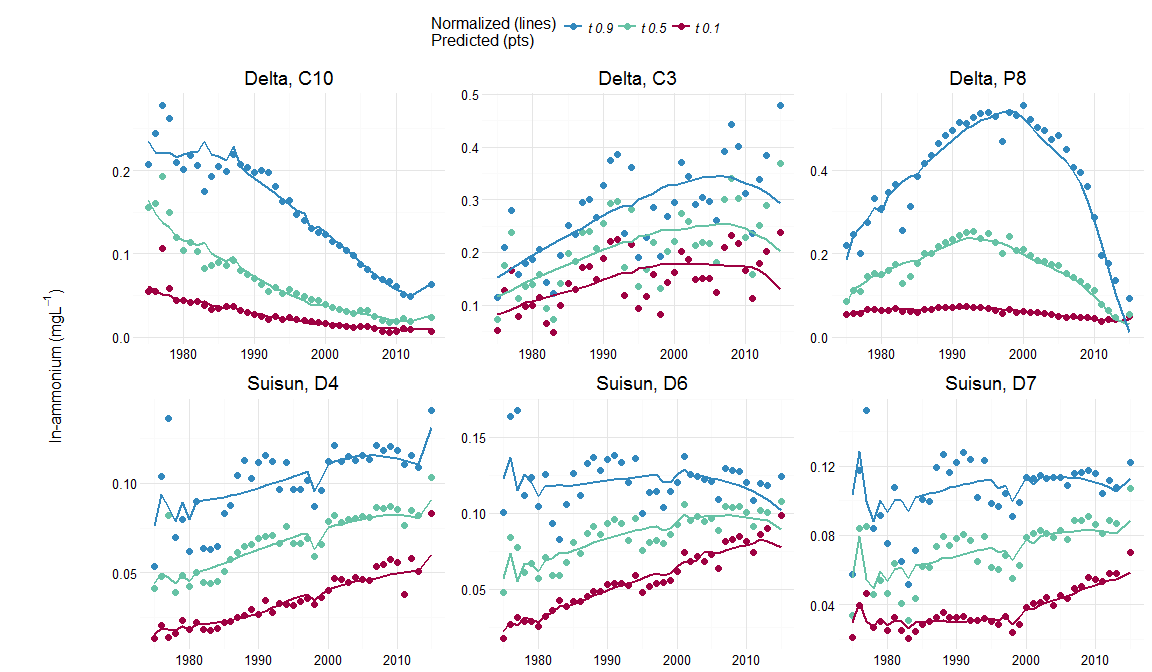 Normalized (lines) t 0.9 t 0.5 t 0.1
Predicted (pts)
Delta, C10
0.2
0.1
0.0
1980 1990 2000 2010
Delta, C3
0.5
0.4
0.3
0.2
0.1
1980 1990 2000 2010
Delta, P8
0.4
0.2
0.0
1980 1990 2000 2010
ln-ammonium (mgL⁻¹)
Suisun, D4
0.10
0.05
1980 1990 2000 2010
Suisun, D6
0.15
0.10
0.05
1980 1990 2000 2010
Suisun, D7
0.12
0.08
0.04
1980 1990 2000 2010